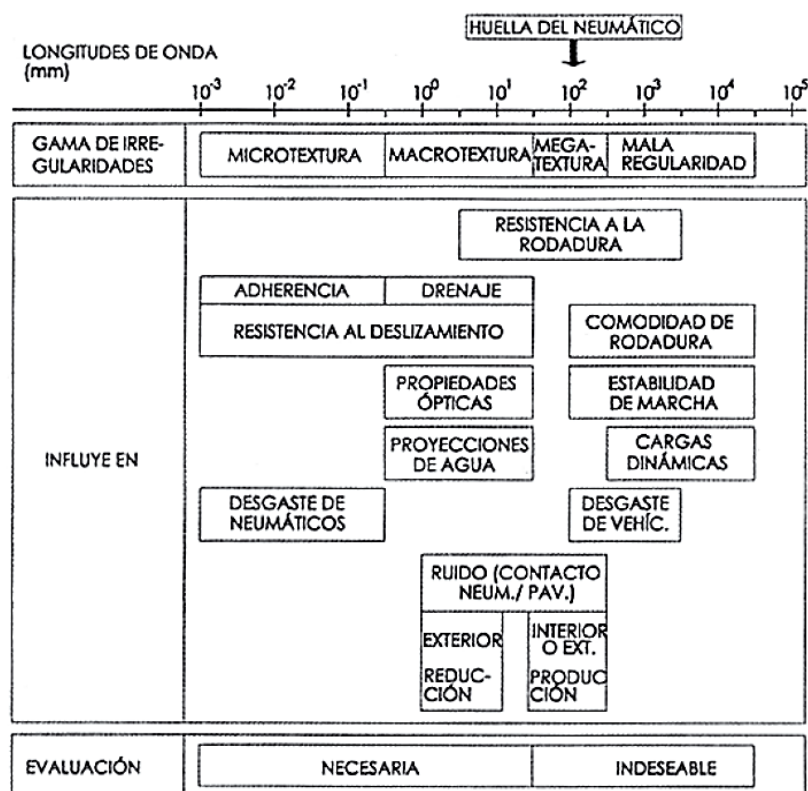 HUELLA DEL NEUMÁTICO
LONGITUDES DE ONDA
(mm)
10-3 10-2 10-1 100 101 102 103 104 105
GAMA DE IRRE-
GULARIDADES
MICROTEXTURA
MACROTEXTURA
MEGA-
TEXTURA
MALA
REGULARIDAD
RESISTENCIA A LA
RODADURA
ADHERENCIA
DRENAJE
RESISTENCIA AL DESLIZAMIENTO
COMODIDAD DE
RODADURA
PROPIEDADES
ÓPTICAS
ESTABILIDAD
DE MARCHA
INFLUYE EN
PROYECCIONES
DE AGUA
CARGAS
DINÁMICAS
DESGASTE DE
NEUMÁTICOS
DESGASTE
DE VEHÍC.
RUIDO (CONTACTO
NEUM./ PAV.)
EXTERIOR
REDUC-
CIÓN
INTERIOR
O EXT.
PRODUC
CIÓN
EVALUACIÓN
NECESARIA
INDESEABLE